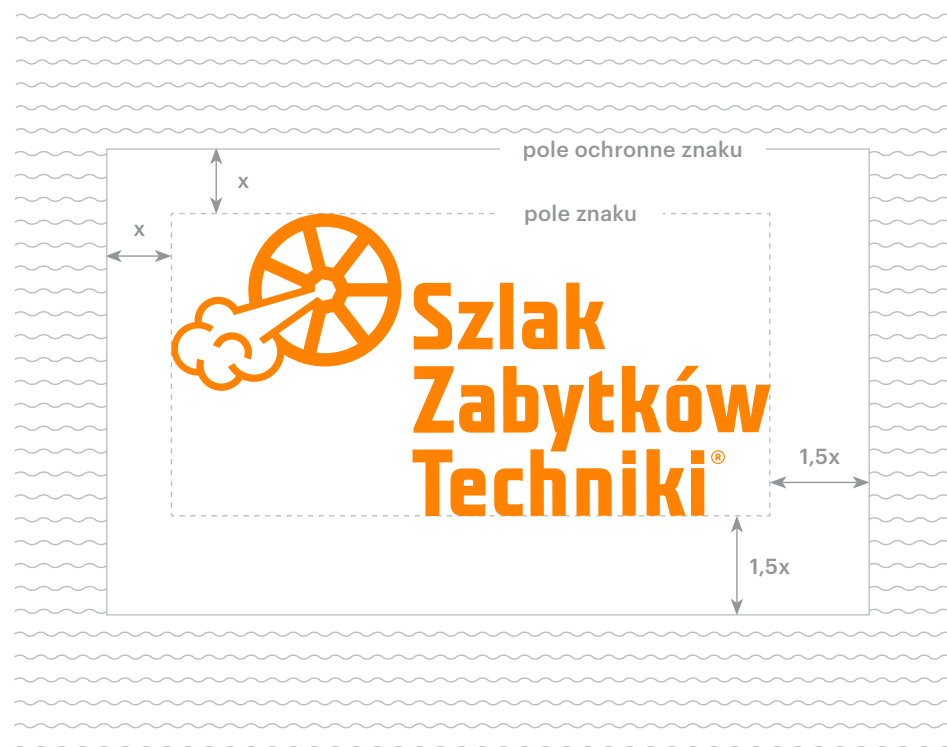 pole ochronne znaku
x
pole znaku
x
Szlak
Zabytków
Techniki®
1,5x
1,5x